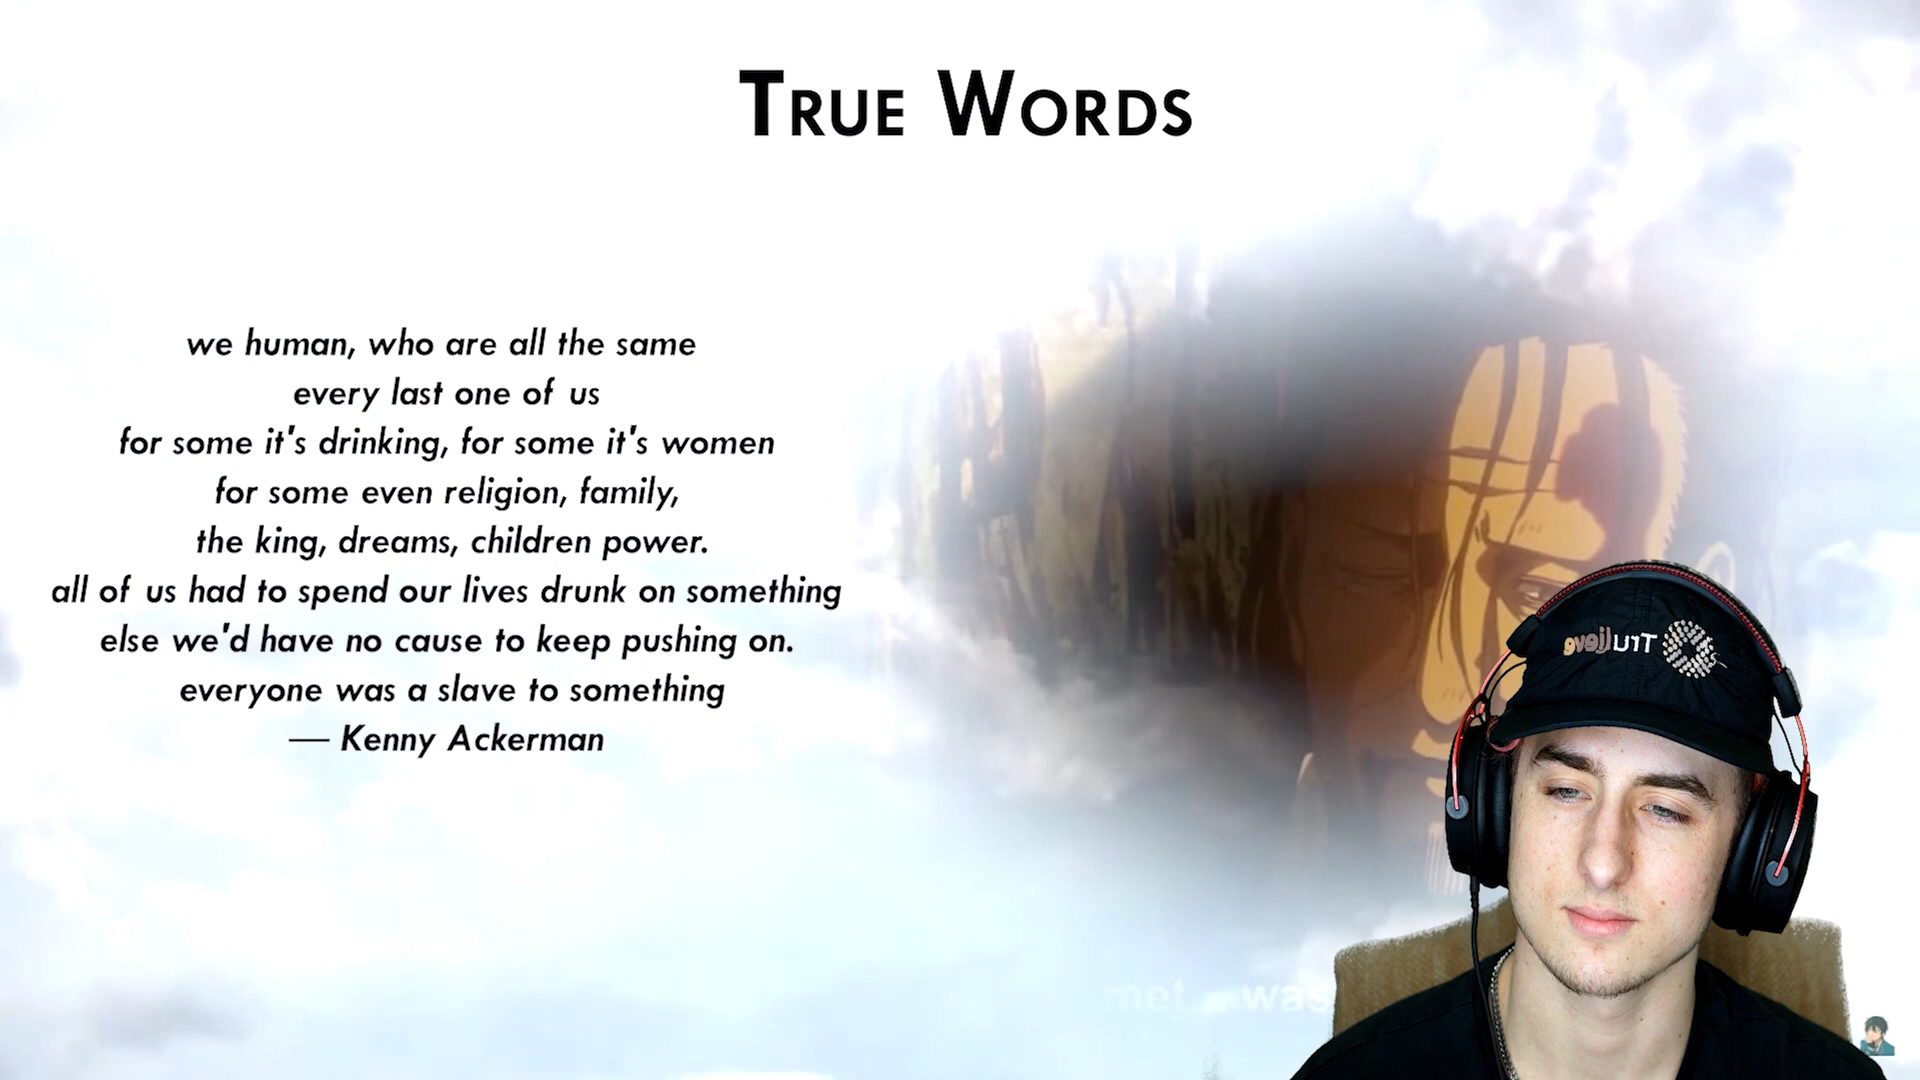 TRUE WORDS
we human, who are all the same
every last one of us
for some it's drinking, for some it's women
for some even religion, family,
the king, dreams, children power.
all of us had to spend our lives drunk on something
else we'd have no cause to keep pushing on.
everyone was a slave to something
— Kenny Ackerman
Trulieve
met... was